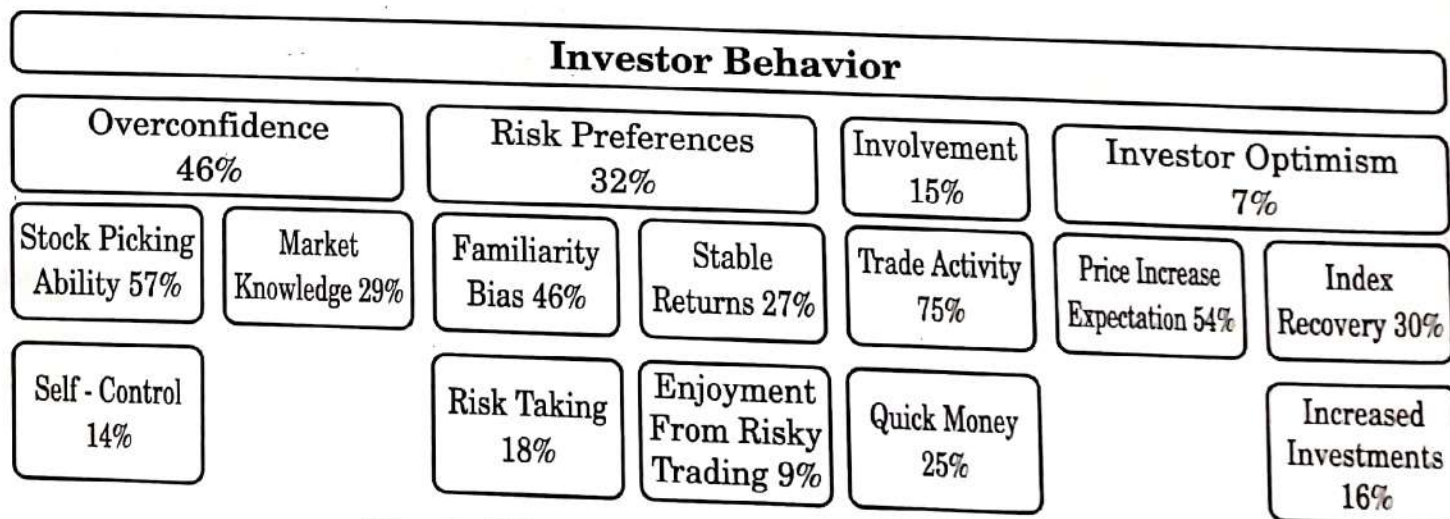 Investor Behavior
Overconfidence
46%
Risk Preferences
32%
Involvement
15%
Investor Optimism
7%
Stock Picking
Ability 57%
Market
Knowledge 29%
Familiarity
Bias 46%
Stable
Returns 27%
Trade Activity
75%
Price Increase
Expectation 54%
Index
Recovery 30%
Self - Control
14%
Risk Taking
18%
Enjoyment
From Risky
Trading 9%
Quick Money
25%
Increased
Investments
16%